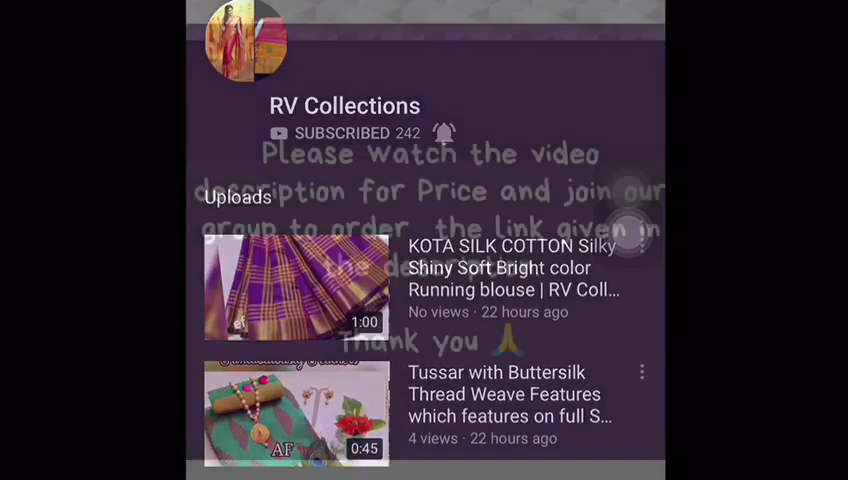 RV Collections
SUBSCRIBED 242
Please watch the video
description for Price and join our
group to order the link given in
the description
Thank you 🙏
Uploads
KOTA SILK COTTON Silky
Shiny Soft Bright color
Running blouse | RV Coll...
No views · 22 hours ago
ef
1:00
Tussar with Buttersilk
Thread Weave Features
which features on full S...
4 views · 22 hours ago
AF
0:45